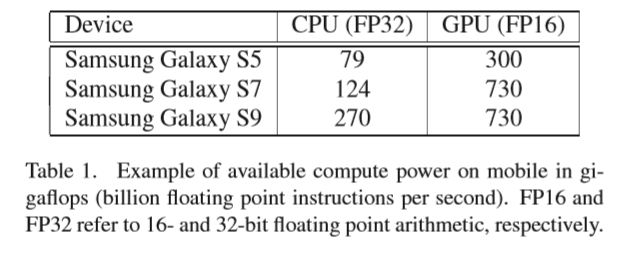 Device CPU (FP32) GPU (FP16)
Samsung Galaxy S5 79 300
Samsung Galaxy S7 124 730
Samsung Galaxy S9 270 730
Table 1. Example of available compute power on mobile in gi-
gaflops (billion floating point instructions per second). FP16 and
FP32 refer to 16- and 32-bit floating point arithmetic, respectively.